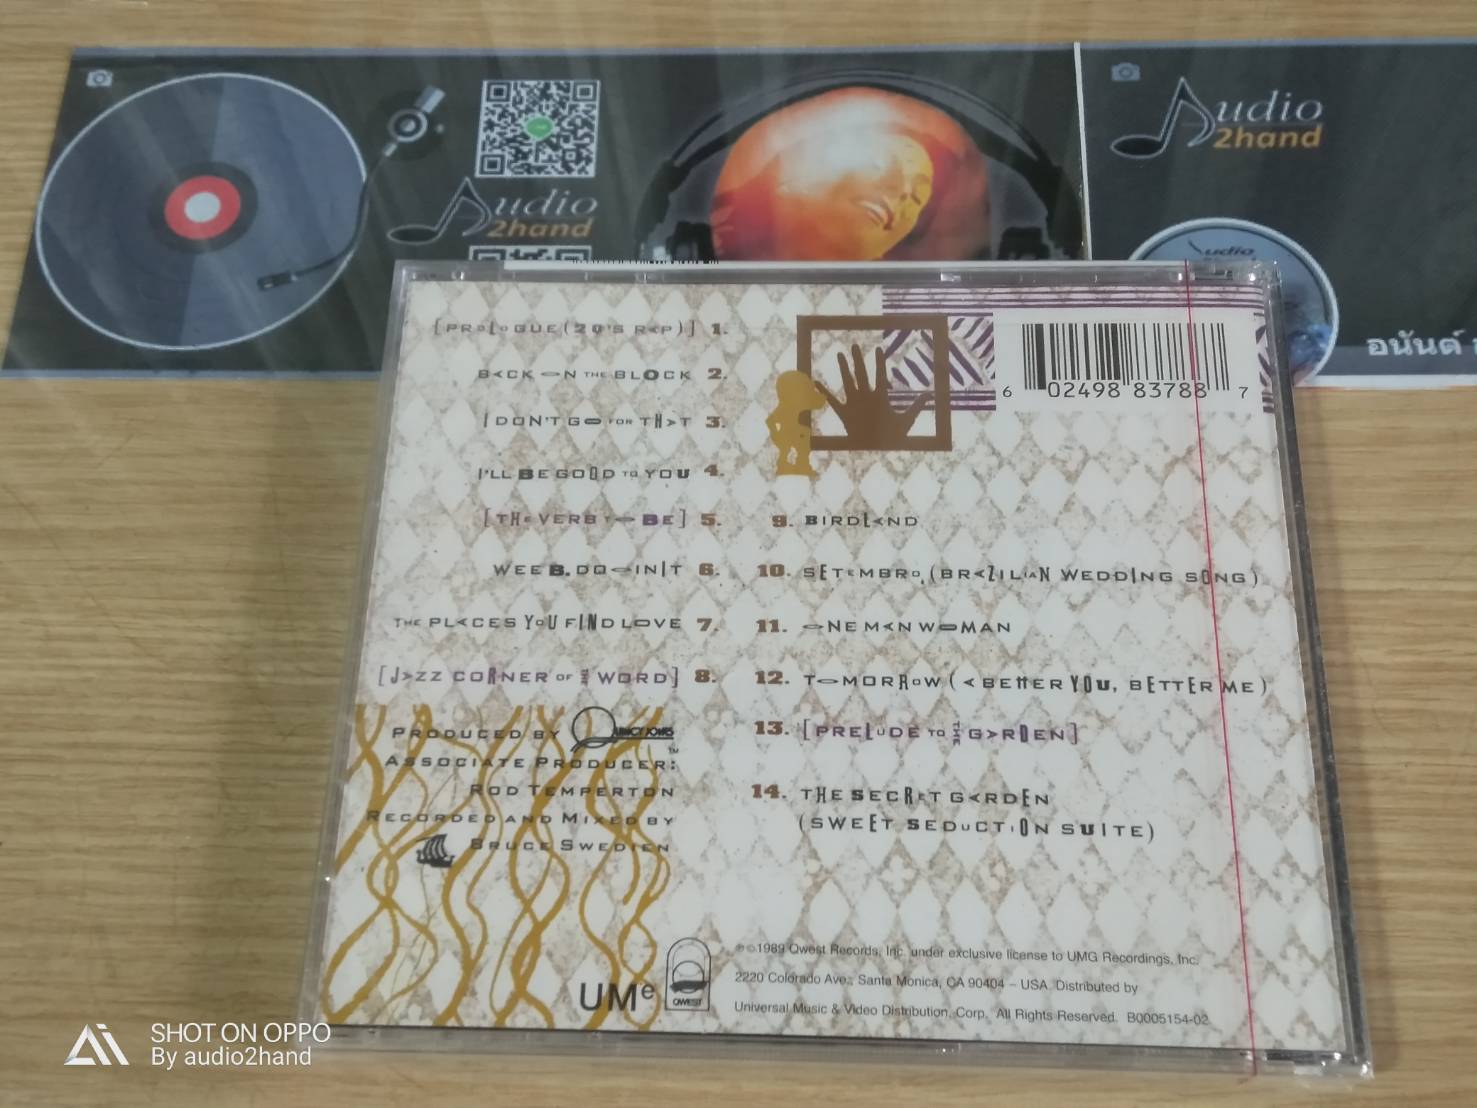 Audio
2hand
Audio
2hand
Audio
อนันต์
[PROLOGUE (20'S RAP)] 1.
BACK ON THE BLOCK 2.
I DON'T GO FOR THAT 3.
I'LL BE GOOD TO YOU 4.
[THE VERB TO BE] 5.
WEE B. DOOINIT 6.
THE PLACES YOU FIND LOVE 7.
[JAZZ CORNER OF THE WORD] 8.
PRODUCED BY QUINCY JONES ™
ASSOCIATE PRODUCER:
ROD TEMPERTON
RECORDED AND MIXED BY
BRUCE SWEDIEN
6 02498 83788 7
9. BIRDLAND
10. SETEMBRO (BRAZILIAN WEDDING SONG)
11. ONE MAN WOMAN
12. TOMORROW (A BETTER YOU, BETTER ME)
13. [PRELUDE TO THE GARDEN]
14. THE SECRET GARDEN
(SWEET SEDUCTION SUITE)
UMe
QWEST
℗©1989 Qwest Records, Inc. under exclusive license to UMG Recordings, Inc.
2220 Colorado Ave., Santa Monica, CA 90404 – USA. Distributed by
Universal Music & Video Distribution, Corp. All Rights Reserved. B0005154-02
SHOT ON OPPO
By audio2hand